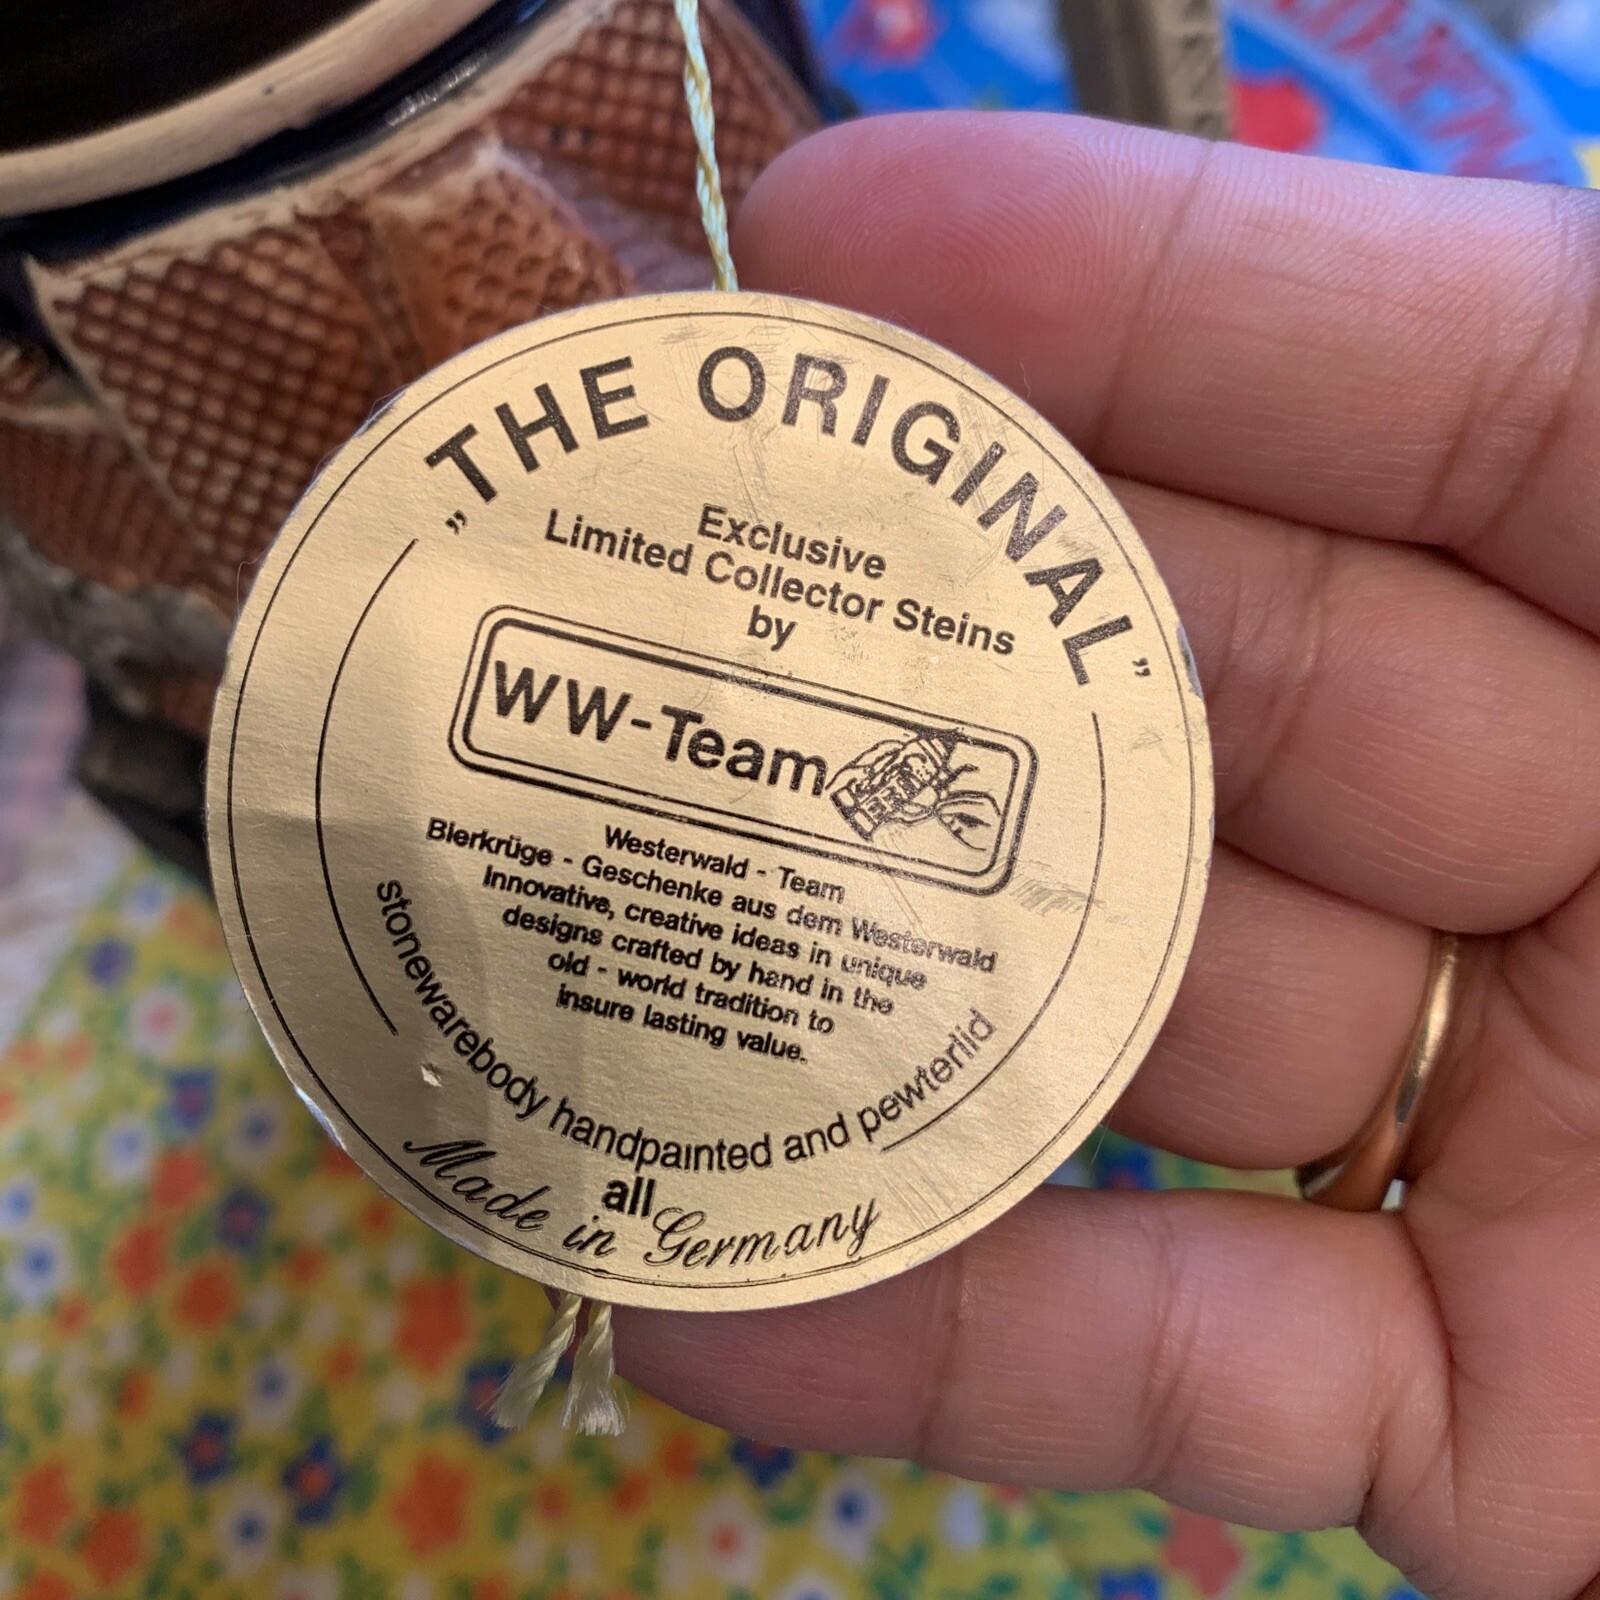 „THE ORIGINAL”
Exclusive
Limited Collector Steins
by
WW-Team
Westerwald - Team
Bierkrüge - Geschenke aus dem Westerwald
Innovative, creative ideas in unique
designs crafted by hand in the
old - world tradition to
insure lasting value.
stonewarebody handpainted and pewterlid
all
Made in Germany